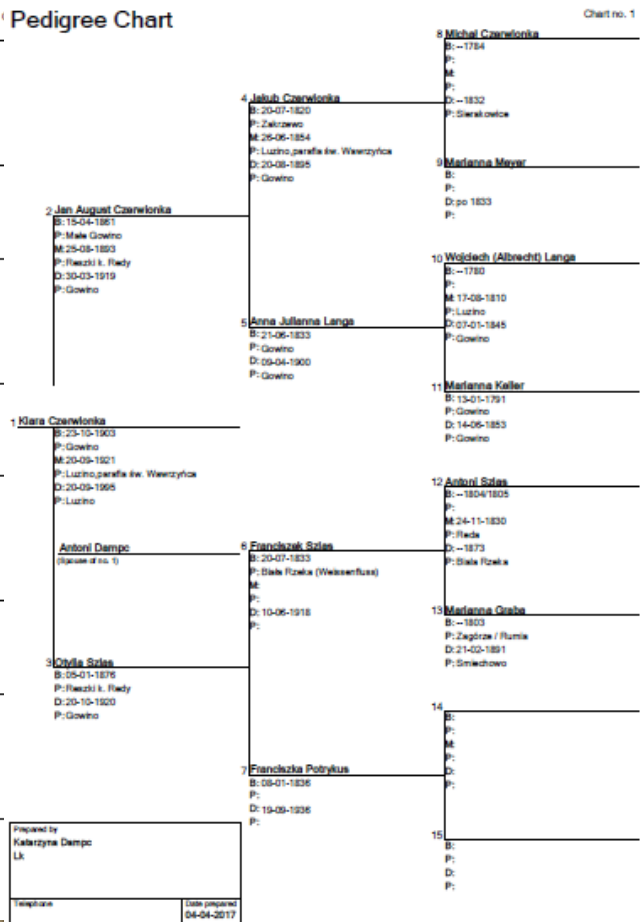 Pedigree Chart
Chart no. 1
8 Michal Czerwionka
B: --1784
P:
M:
P:
D: --1832
P: Sierakowice
4 Jakub Czerwionka
B: 20-07-1820
P: Zakrzewo
M: 26-06-1854
P: Luzino,parafia św. Wawrzyńca
D: 20-08-1895
P: Gowino
9 Marianna Meyer
B:
P:
D: po 1833
P:
2 Jan August Czerwionka
B: 15-04-1861
P: Małe Gowino
M: 25-08-1893
P: Reszki k. Redy
D: 30-03-1919
P: Gowino
10 Wojciech (Albrecht) Langa
B: --1780
P:
M: 17-08-1810
P: Luzino
D: 07-01-1845
P: Gowino
5 Anna Julianna Langa
B: 21-06-1833
P: Gowino
D: 09-04-1900
P: Gowino
11 Marianna Keller
B: 13-01-1791
P: Gowino
D: 14-06-1853
P: Gowino
1 Klara Czerwionka
B: 23-10-1903
P: Gowino
M: 20-09-1921
P: Luzino,parafia św. Wawrzyńca
D: 20-09-1995
P: Luzino
12 Antoni Szlas
B: --1804/1805
P:
M: 24-11-1830
P: Reda
D: --1873
P: Biała Rzeka
Antoni Dampc
(Spouse of no. 1)
6 Franciszek Szlas
B: 20-07-1833
P: Biała Rzeka (Weissenfluss)
M:
P:
D: 10-06-1918
P:
13 Marianna Graba
B: --1803
P: Zagórze / Rumia
D: 21-02-1891
P: Smiechowo
3 Otylia Szlas
B: 05-01-1876
P: Reszki k. Redy
D: 20-10-1920
P: Gowino
14
B:
P:
M:
P:
D:
P:
7 Franciszka Potrykus
B: 08-01-1836
P:
D: 19-09-1936
P:
15
B:
P:
D:
P:
Prepared by
Katarzyna Dampc
Lk
Telephone
Date prepared
04-04-2017